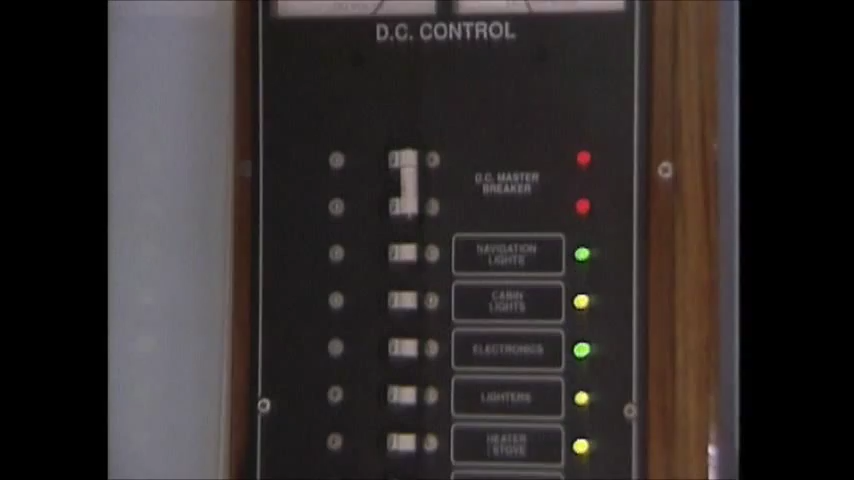 D.C. CONTROL
D.C. MASTER
BREAKER
NAVIGATION
LIGHTS
CABIN
LIGHTS
ELECTRONICS
LIGHTERS
HEATER
STOVE